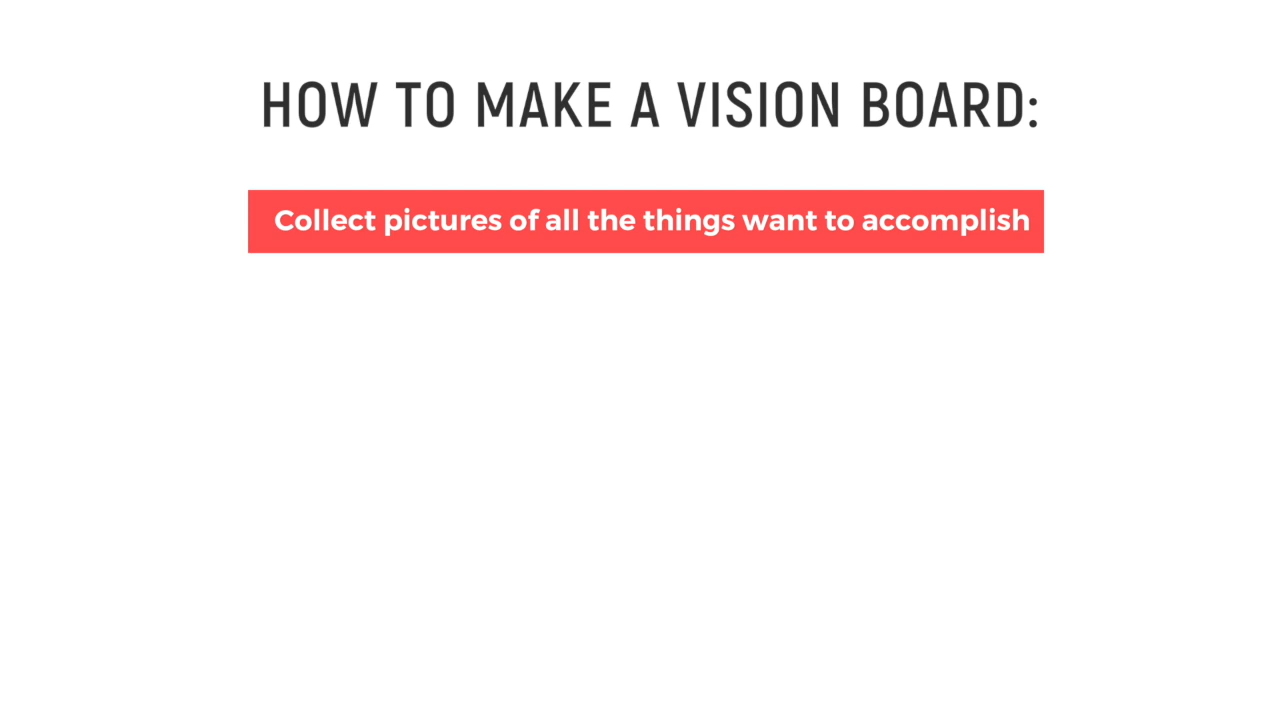 HOW TO MAKE A VISION BOARD:
Collect pictures of all the things want to accomplish